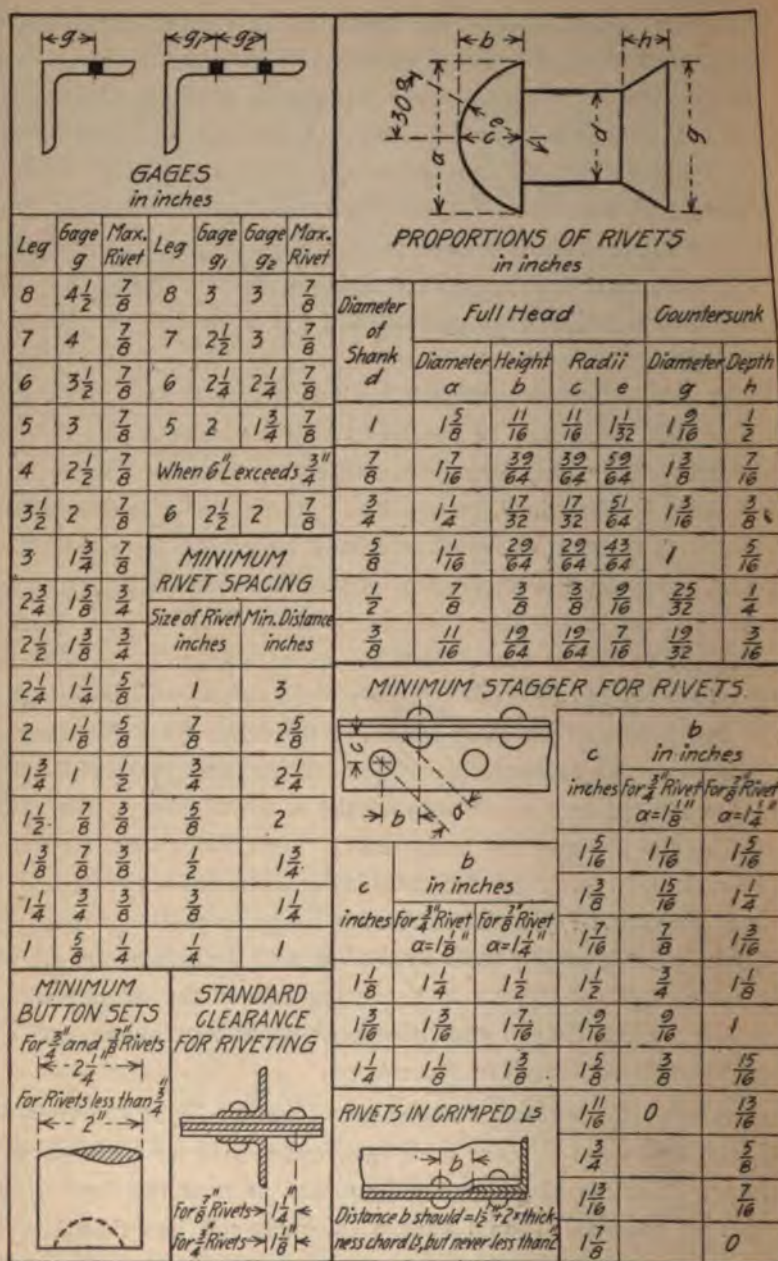 g g1 g2
GAGES
in inches
Leg Gage g Max. Rivet Leg Gage g1 Gage g2 Max. Rivet
8 4 1/2 7/8 8 3 3 7/8
7 4 7/8 7 2 1/2 3 7/8
6 3 1/2 7/8 6 2 1/4 2 1/4 7/8
5 3 7/8 5 2 1 3/4 7/8
4 2 1/2 7/8 When 6" L exceeds 3/4"
3 1/2 2 7/8 6 2 1/2 2 7/8
3 1 3/4 7/8
2 3/4 1 5/8 3/4
2 1/2 1 3/8 3/4
2 1/4 1 1/4 5/8
2 1 1/8 5/8
1 3/4 1 1/2
1 1/2 7/8 3/8
1 3/8 7/8 3/8
1 1/4 3/4 3/8
1 5/8 1/4
MINIMUM
RIVET SPACING
Size of Rivet inches Min. Distance inches
1 3
7/8 2 5/8
3/4 2 1/4
5/8 2
1/2 1 3/4
3/8 1 1/4
1/4 1
MINIMUM
BUTTON SETS
For 3/4" and 7/8" Rivets
2 1/4"
For Rivets less than 3/4"
2"
STANDARD
CLEARANCE
FOR RIVETING
For 7/8" Rivets 1 1/4"
For 3/4" Rivets 1 1/8"
b h
a e c d g
PROPORTIONS OF RIVETS
in inches
Diameter of Shank d Full Head Countersunk
Diameter a Height b Radii c e Diameter g Depth h
1 1 5/8 11/16 11/16 1 1/32 1 9/16 1/2
7/8 1 7/16 39/64 39/64 59/64 1 3/8 7/16
3/4 1 1/4 17/32 17/32 51/64 1 3/16 3/8
5/8 1 1/16 29/64 29/64 43/64 1 5/16
1/2 7/8 3/8 3/8 9/16 25/32 1/4
3/8 11/16 19/64 19/64 7/16 19/32 3/16
MINIMUM STAGGER FOR RIVETS
c b a
c inches b in inches
For 3/4" Rivet a=1 1/8" For 7/8" Rivet a=1 1/4"
1 1/8 1 1/4 1 1/2
1 3/16 1 3/16 1 7/16
1 1/4 1 1/8 1 3/8
c inches b in inches
For 3/4" Rivet a=1 1/8" For 7/8" Rivet a=1 1/4"
1 5/16 1 1/16 1 5/16
1 3/8 15/16 1 1/4
1 7/16 7/8 1 3/16
1 1/2 3/4 1 1/8
1 9/16 9/16 1
1 5/8 3/8 15/16
1 11/16 0 13/16
1 3/4 5/8
1 13/16 7/16
1 7/8 0
RIVETS IN CRIMPED Ls
b
Distance b should = 1 1/2" + 2 x thick-
ness chord Ls, but never less than 2"